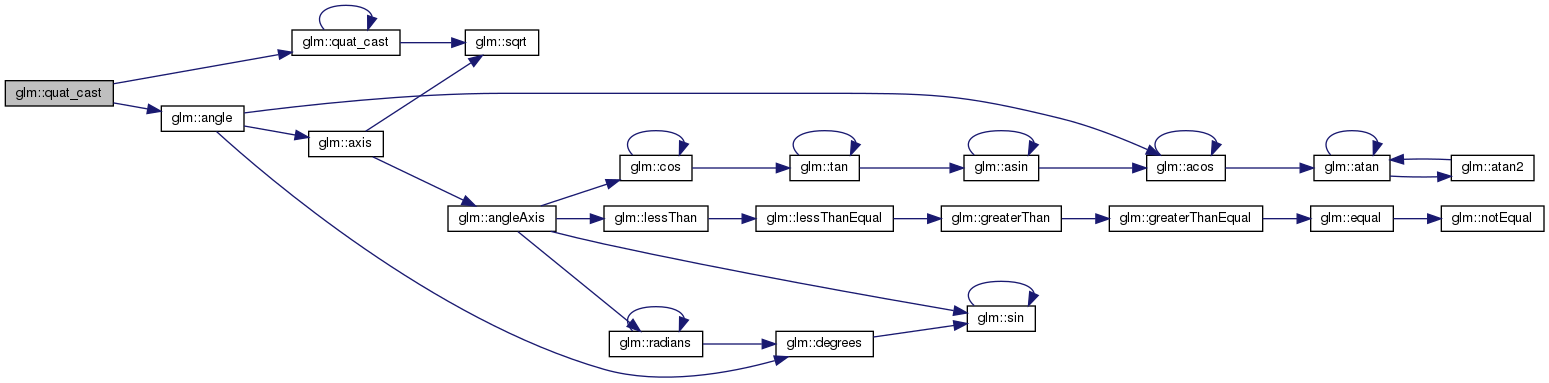 glm::quat_cast
glm::quat_cast
glm::sqrt
glm::angle
glm::axis
glm::cos
glm::tan
glm::asin
glm::acos
glm::atan
glm::atan2
glm::angleAxis
glm::lessThan
glm::lessThanEqual
glm::greaterThan
glm::greaterThanEqual
glm::equal
glm::notEqual
glm::sin
glm::radians
glm::degrees